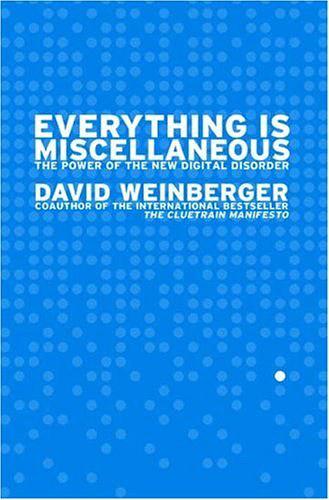 EVERYTHING IS
MISCELLANEOUS
THE POWER OF THE NEW DIGITAL DISORDER
DAVID WEINBERGER
COAUTHOR OF THE INTERNATIONAL BESTSELLER
THE CLUETRAIN MANIFESTO